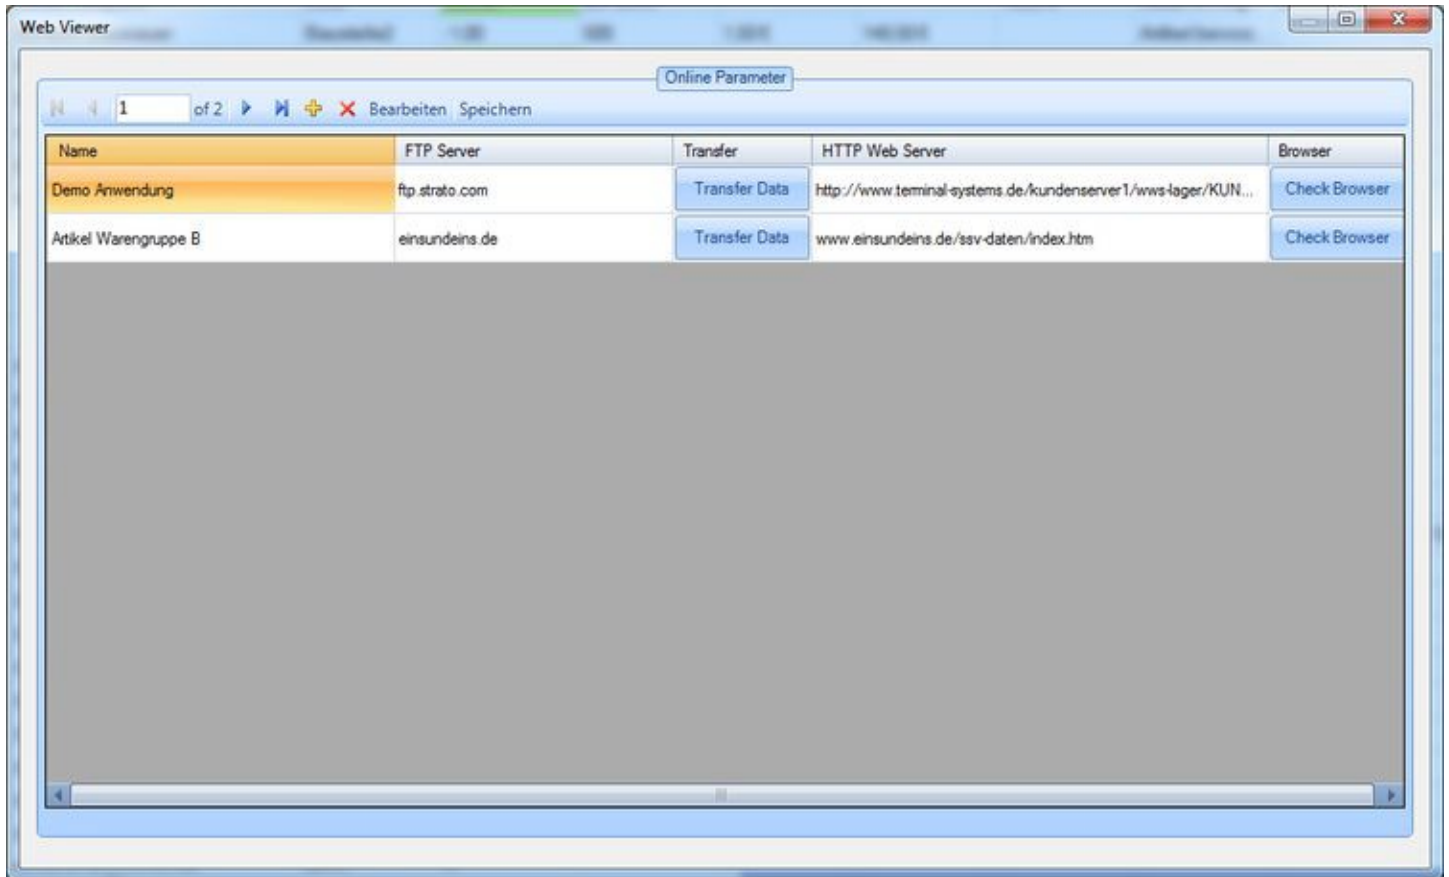 Web Viewer
Online Parameter
1 of 2 Bearbeiten Speichern
Name FTP Server Transfer HTTP Web Server Browser
Demo Anwendung ftp.strato.com Transfer Data http://www.terminal-systems.de/kundenserver1/wws-lager/KUN... Check Browser
Artikel Warengruppe B einsundeins.de Transfer Data www.einsundeins.de/ssv-daten/index.htm Check Browser